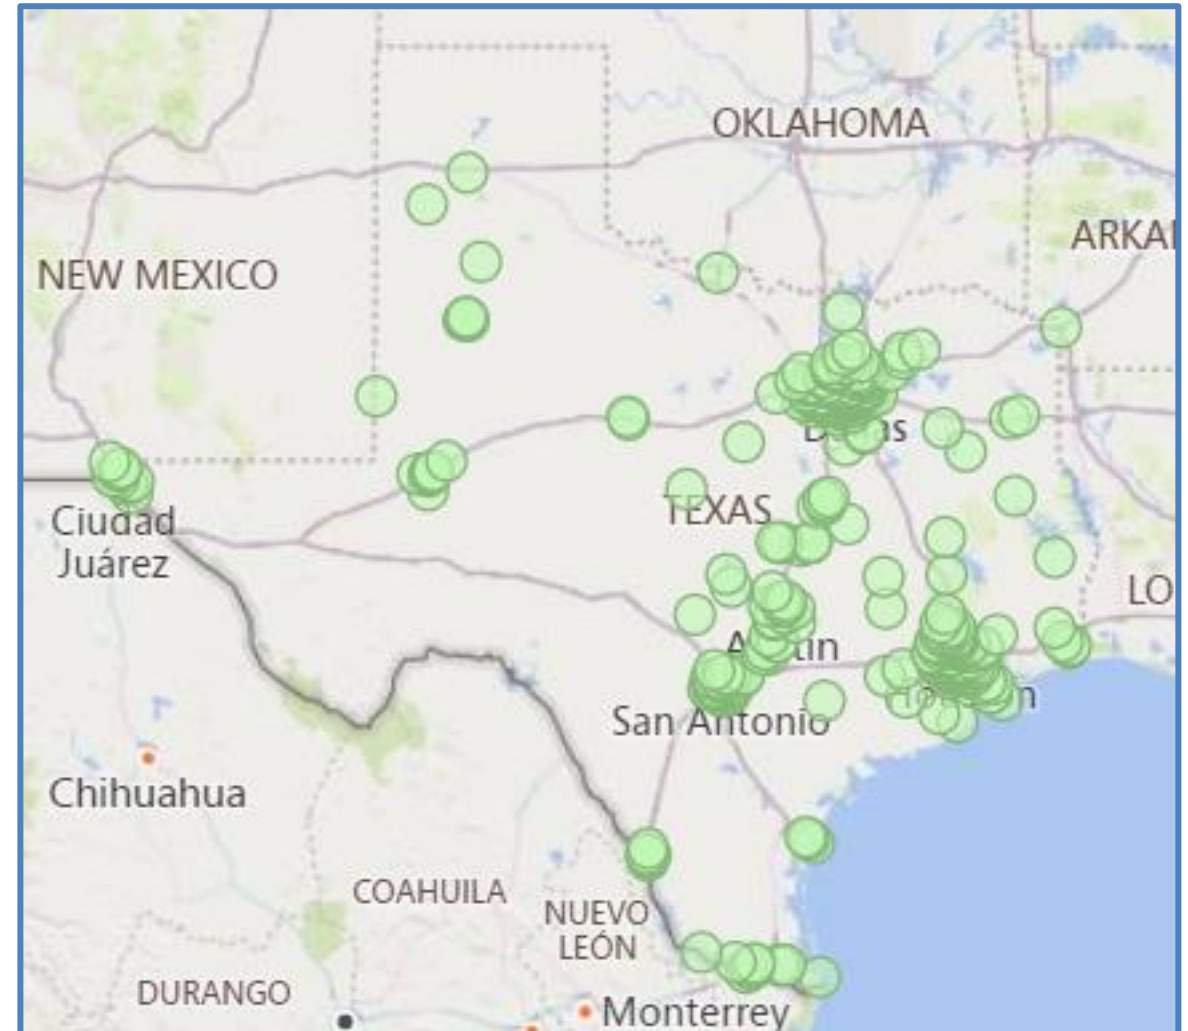 OKLAHOMA
ARKA
NEW MEXICO
TEXAS
Ciudad
Juárez
LO
San Antonio
Chihuahua
COAHUILA
NUEVO
LEÓN
DURANGO
Monterrey